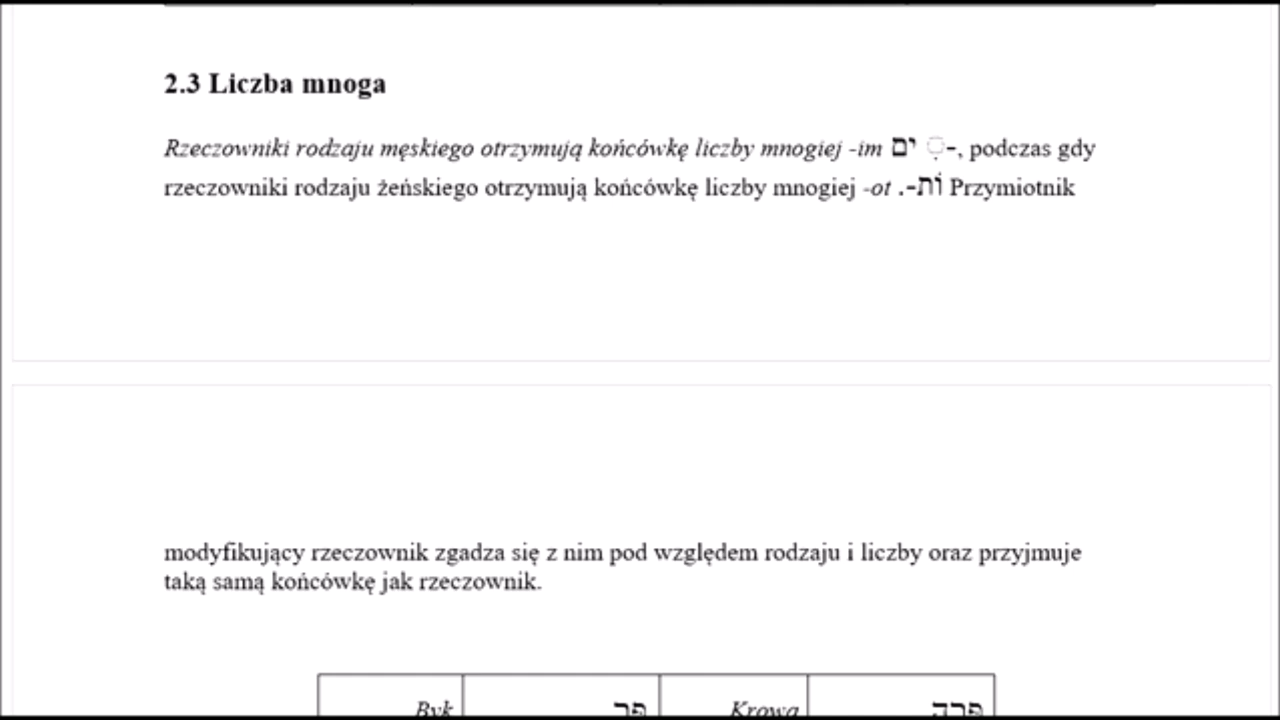 2.3 Liczba mnoga
Rzeczowniki rodzaju męskiego otrzymują końcówkę liczby mnogiej -im ים ִ-, podczas gdy
rzeczowniki rodzaju żeńskiego otrzymują końcówkę liczby mnogiej -ot .-וֹת Przymiotnik
modyfikujący rzeczownik zgadza się z nim pod względem rodzaju i liczby oraz przyjmuje
taką samą końcówkę jak rzeczownik.
Byk פר Krowa פרה